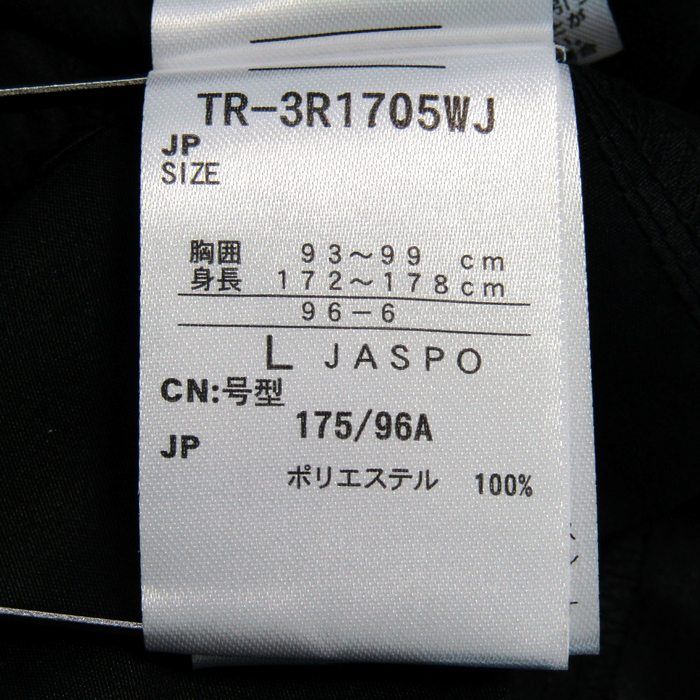 TR-3R1705WJ
JP
SIZE
胸囲 93～99 cm
身長 172～178cm
96-6
L JASPO
CN:号型
175/96A
JP
ポリエステル 100%